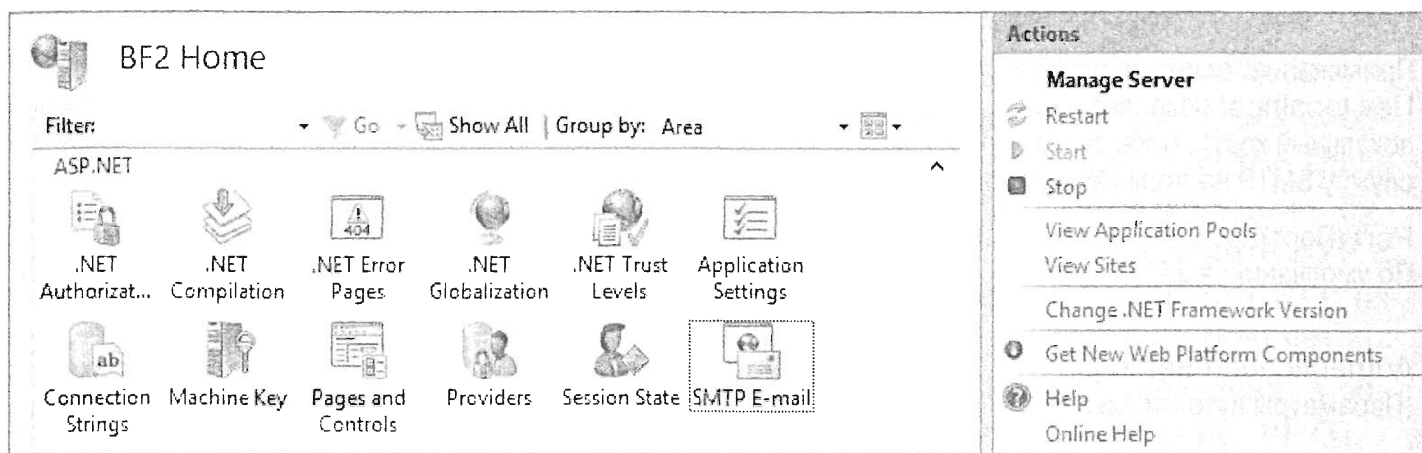 BF2 Home
Filter: Go Show All Group by: Area
ASP.NET
404
.NET Authorizat...
.NET Compilation
.NET Error Pages
.NET Globalization
.NET Trust Levels
Application Settings
ab
Connection Strings
Machine Key
Pages and Controls
Providers
Session State
SMTP E-mail
Actions
Manage Server
Restart
Start
Stop
View Application Pools
View Sites
Change .NET Framework Version
Get New Web Platform Components
Help
Online Help